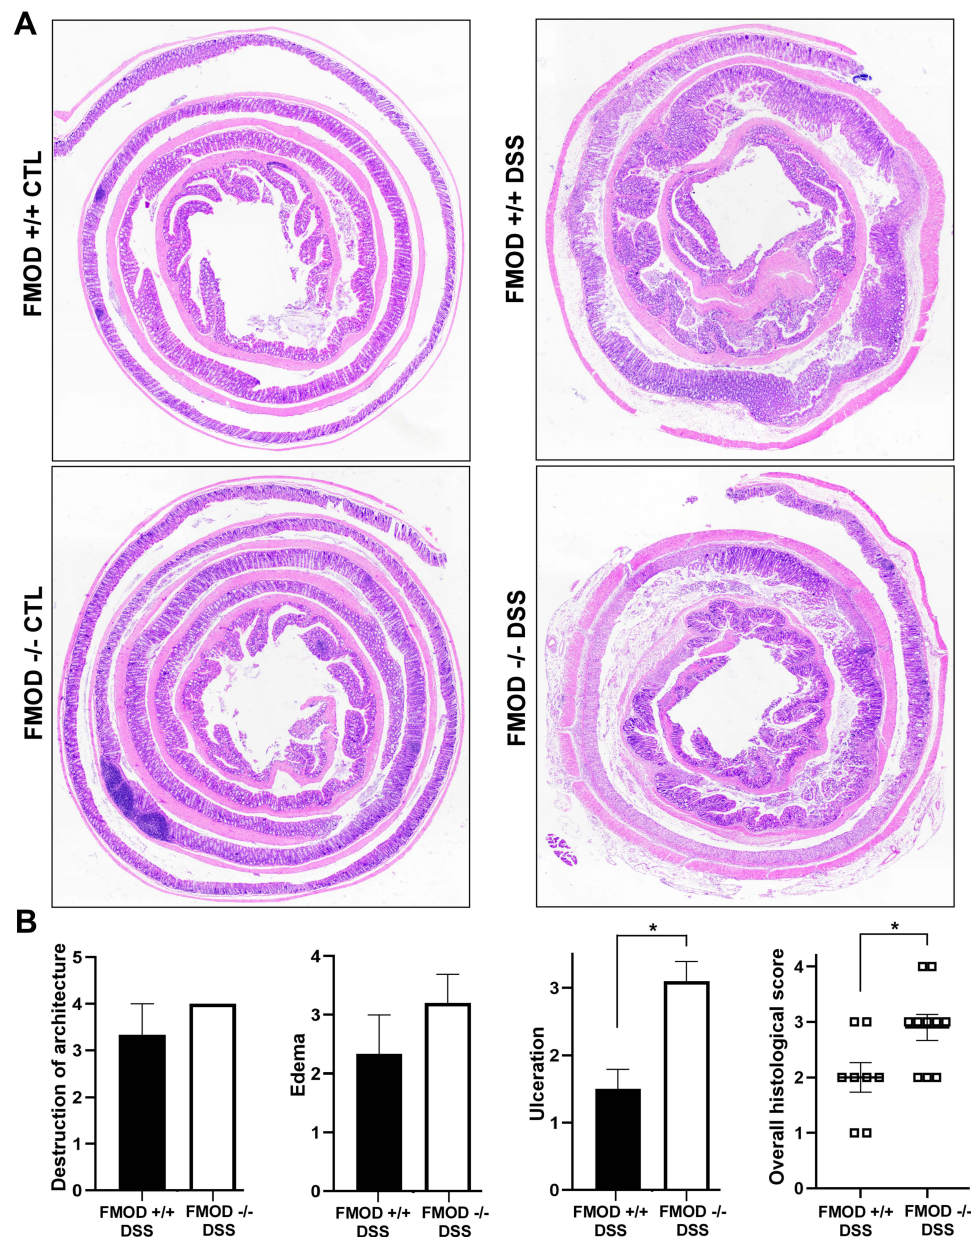 A
FMOD +/+ CTL
FMOD +/+ DSS
FMOD -/- CTL
FMOD -/- DSS
B
Destruction of architecture
5
4
3
2
1
0
FMOD +/+
DSS
FMOD -/-
DSS
Edema
4
3
2
1
0
FMOD +/+
DSS
FMOD -/-
DSS
Ulceration
*
3
2
1
0
FMOD +/+
DSS
FMOD -/-
DSS
Overall histological score
*
4
3
2
1
0
FMOD +/+
DSS
FMOD -/-
DSS